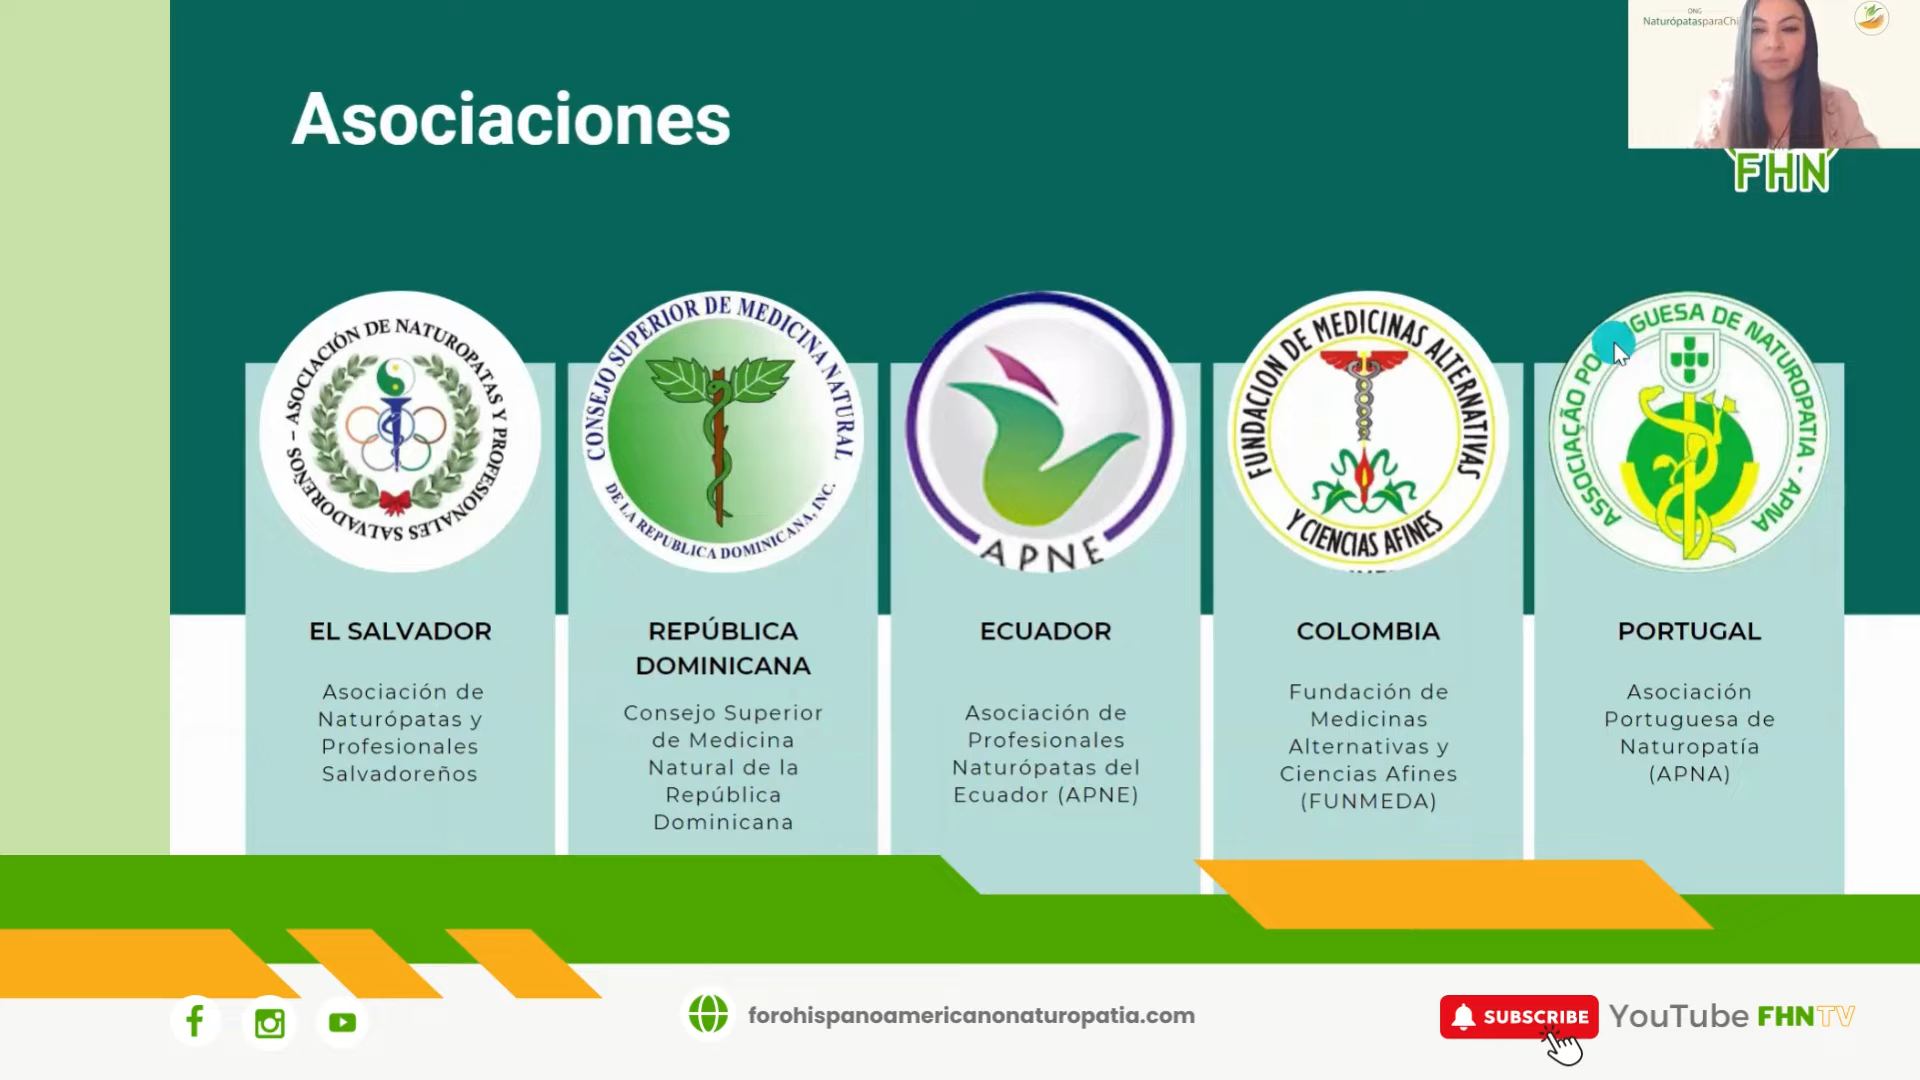 ONG
NaturópatasparaChi
Asociaciones
FHN
ASOCIACIÓN DE NATUROPATAS Y PROFESIONALES SALVADOREÑOS –
CONSEJO SUPERIOR DE MEDICINA NATURAL
DE LA REPUBLICA DOMINICANA, INC.
APNE
FUNDACION DE MEDICINAS ALTERNATIVAS
Y CIENCIAS AFINES
ASSOCIAÇÃO PO GUESA DE NATUROPATIA - APNA
EL SALVADOR
Asociación de
Naturópatas y
Profesionales
Salvadoreños
REPÚBLICA
DOMINICANA
Consejo Superior
de Medicina
Natural de la
República
Dominicana
ECUADOR
Asociación de
Profesionales
Naturópatas del
Ecuador (APNE)
COLOMBIA
Fundación de
Medicinas
Alternativas y
Ciencias Afines
(FUNMEDA)
PORTUGAL
Asociación
Portuguesa de
Naturopatía
(APNA)
forohispanoamericanonaturopatia.com
SUBSCRIBE
YouTube FHNTV